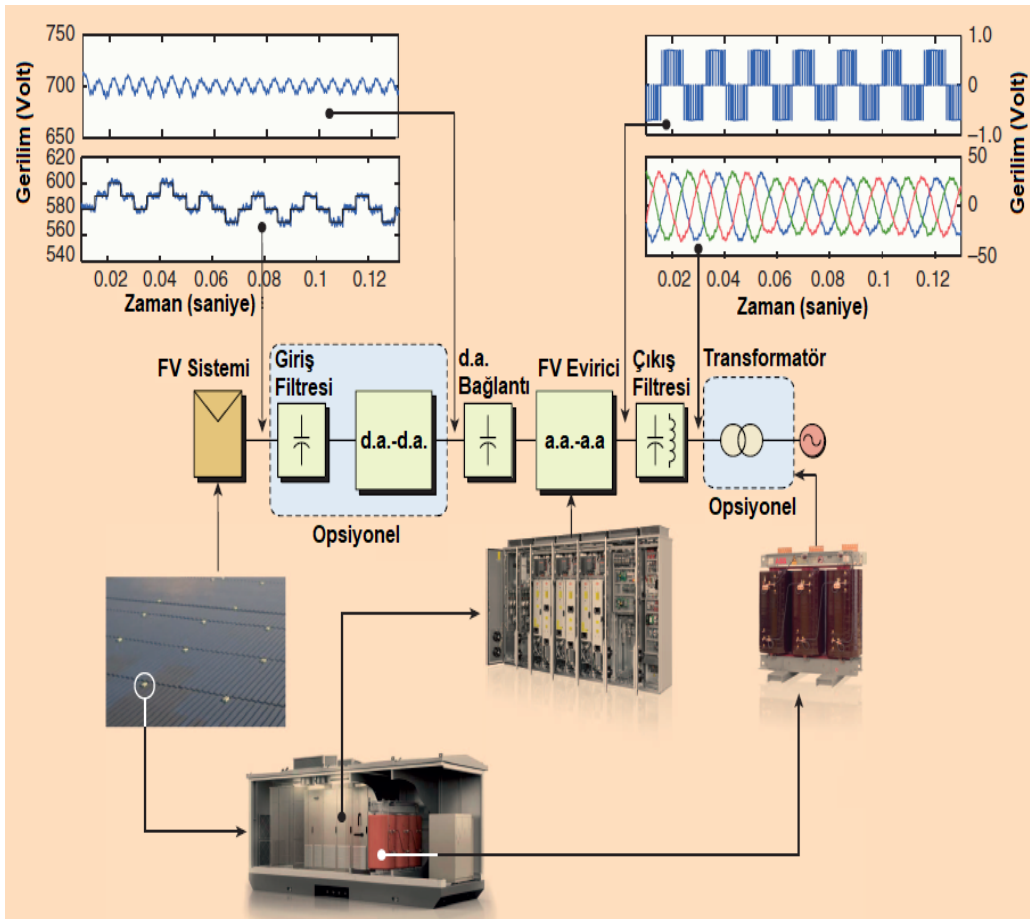 750
700
650
Gerilim (Volt)
620
600
580
560
540
0.02 0.04 0.06 0.08 0.1 0.12
Zaman (saniye)
1.0
0
-1.0
Gerilim (Volt)
50
0
-50
0.02 0.04 0.06 0.08 0.1 0.12
Zaman (saniye)
FV Sistemi
Giriş
Filtresi
d.a.-d.a.
Opsiyonel
d.a.
Bağlantı
FV Evirici
a.a.-a.a
Çıkış
Filtresi
Transformatör
Opsiyonel